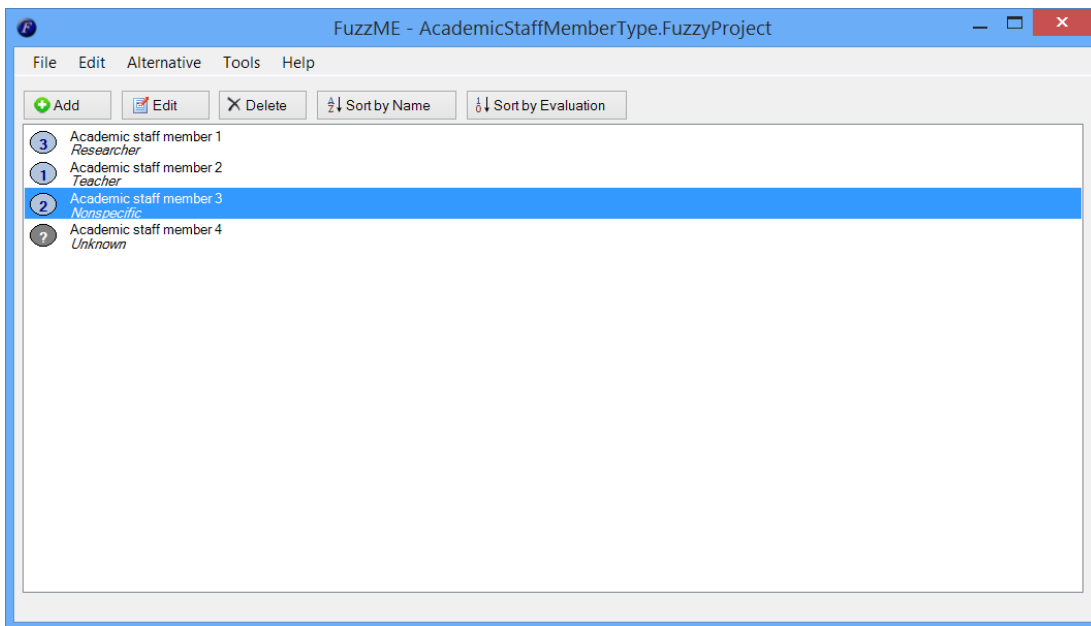 FuzzME - AcademicStaffMemberType.FuzzyProject
File Edit Alternative Tools Help
Add Edit Delete Sort by Name Sort by Evaluation
3 Academic staff member 1
Researcher
1 Academic staff member 2
Teacher
2 Academic staff member 3
Nonspecific
? Academic staff member 4
Unknown